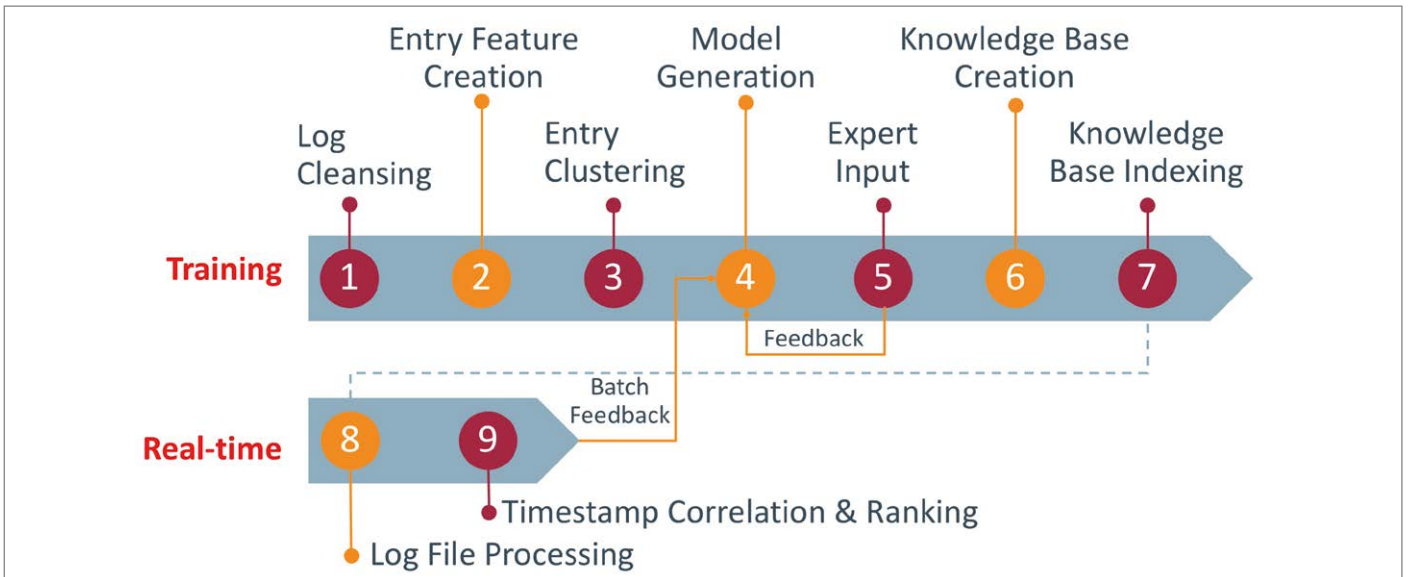 Entry Feature
Creation
Model
Generation
Knowledge Base
Creation
Log
Cleansing
Entry
Clustering
Expert
Input
Knowledge
Base Indexing
Training
1
2
3
4
5
6
7
Feedback
Batch
Feedback
Real-time
8
9
Timestamp Correlation & Ranking
Log File Processing